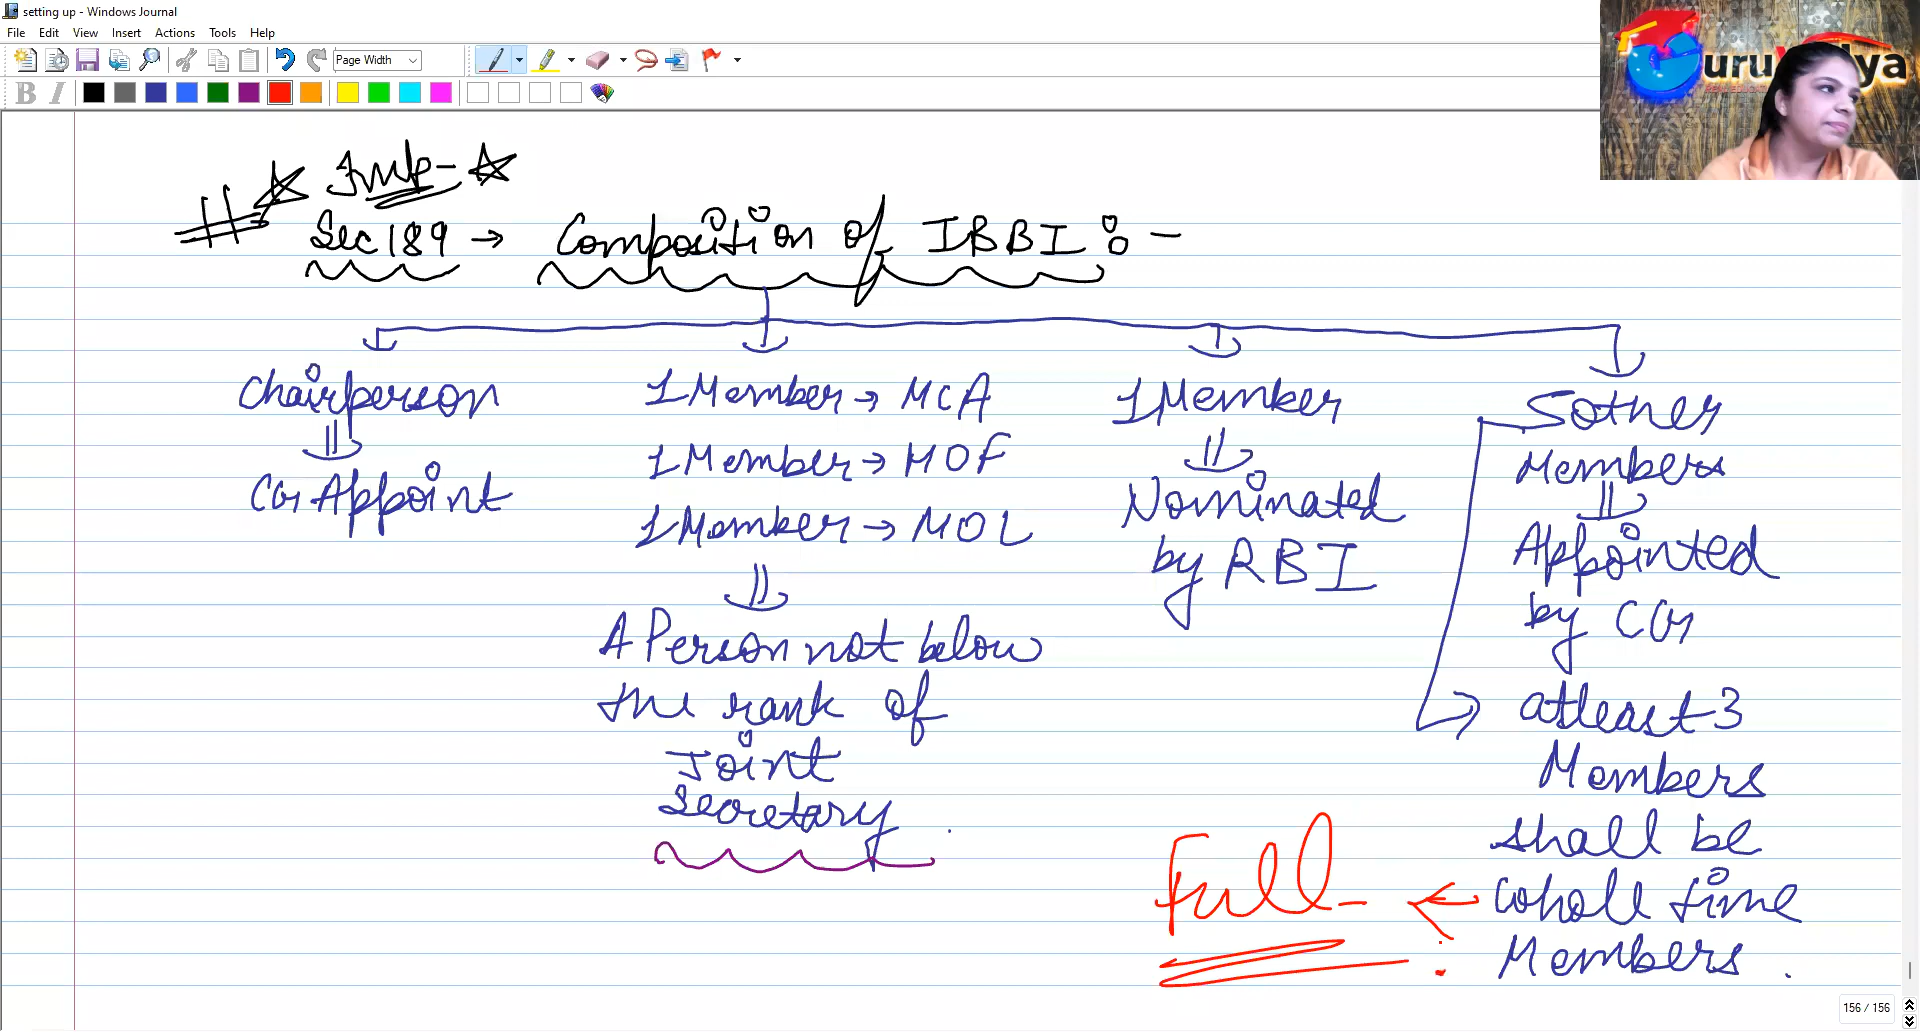 setting up - Windows Journal
File Edit View Insert Actions Tools Help
Page Width
B I
uru ya
Imp-
Sec 189 → Composition of IBBI :-
Chairperson
CG Appoint
1 Member → MCA
1 Member → MOF
1 Member → MOL
A Person not below
the rank of
Joint
Secretary
1 Member
Nominated
by RBI
5 other
Members
Appointed
by CG
atleast 3
Members
shall be
whole time
Members.
Full-
156 / 156